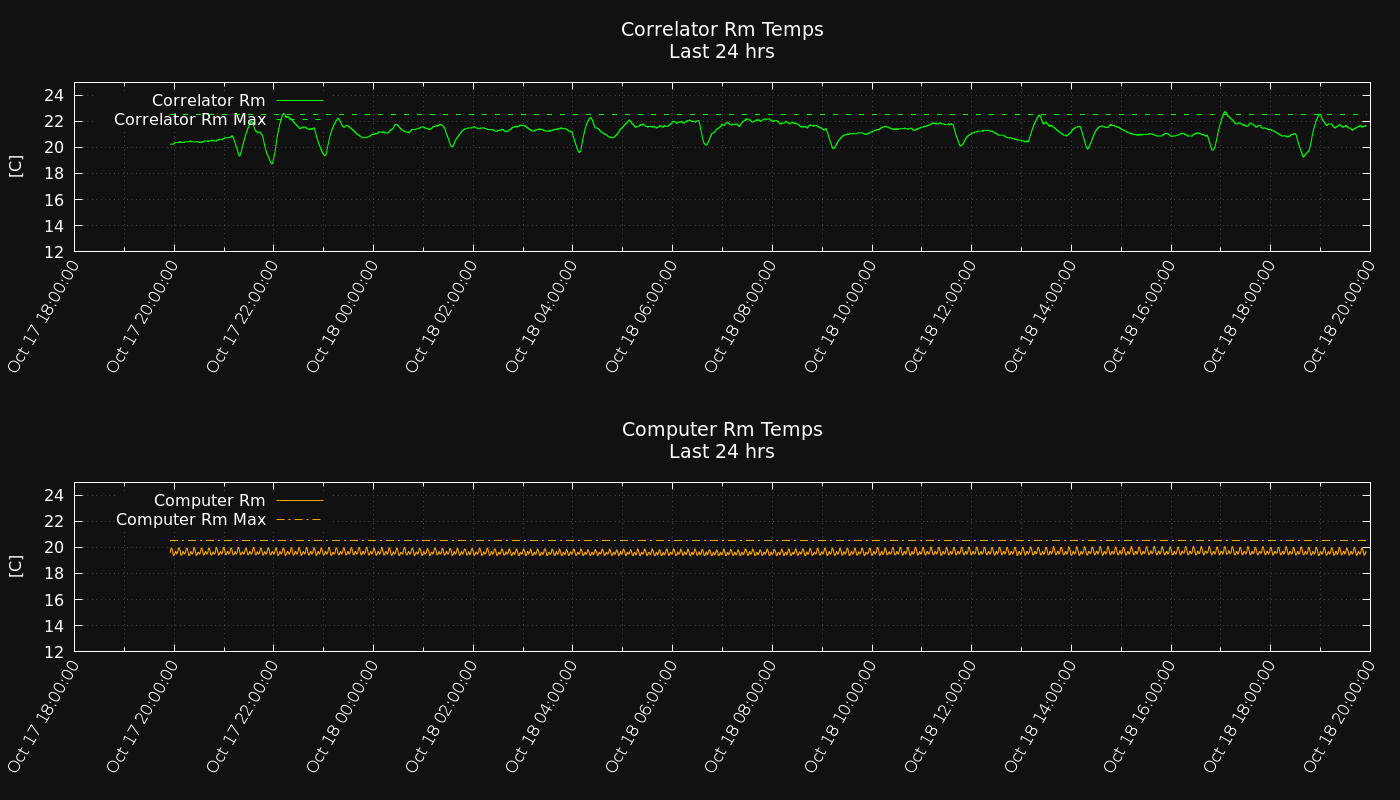 Correlator Rm Temps
Last 24 hrs
Correlator Rm
Correlator Rm Max
24
22
20
18
16
14
12
[C]
Oct 17 18:00:00
Oct 17 20:00:00
Oct 17 22:00:00
Oct 18 00:00:00
Oct 18 02:00:00
Oct 18 04:00:00
Oct 18 06:00:00
Oct 18 08:00:00
Oct 18 10:00:00
Oct 18 12:00:00
Oct 18 14:00:00
Oct 18 16:00:00
Oct 18 18:00:00
Oct 18 20:00:00
Computer Rm Temps
Last 24 hrs
Computer Rm
Computer Rm Max
24
22
20
18
16
14
12
[C]
Oct 17 18:00:00
Oct 17 20:00:00
Oct 17 22:00:00
Oct 18 00:00:00
Oct 18 02:00:00
Oct 18 04:00:00
Oct 18 06:00:00
Oct 18 08:00:00
Oct 18 10:00:00
Oct 18 12:00:00
Oct 18 14:00:00
Oct 18 16:00:00
Oct 18 18:00:00
Oct 18 20:00:00